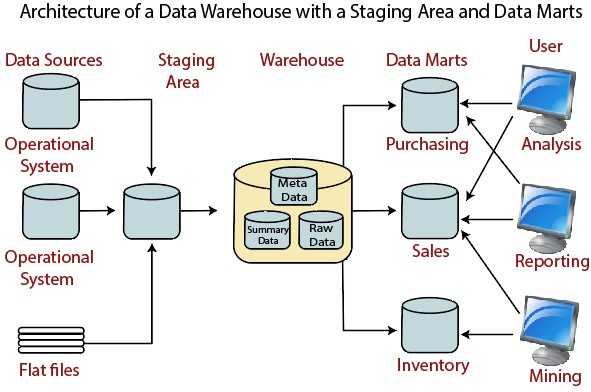 Architecture of a Data Warehouse with a Staging Area and Data Marts
Data Sources
Staging
Area
Warehouse
Data Marts
User
Operational
System
Operational
System
Flat files
Meta
Data
Summary
Data
Raw
Data
Purchasing
Sales
Inventory
Analysis
Reporting
Mining